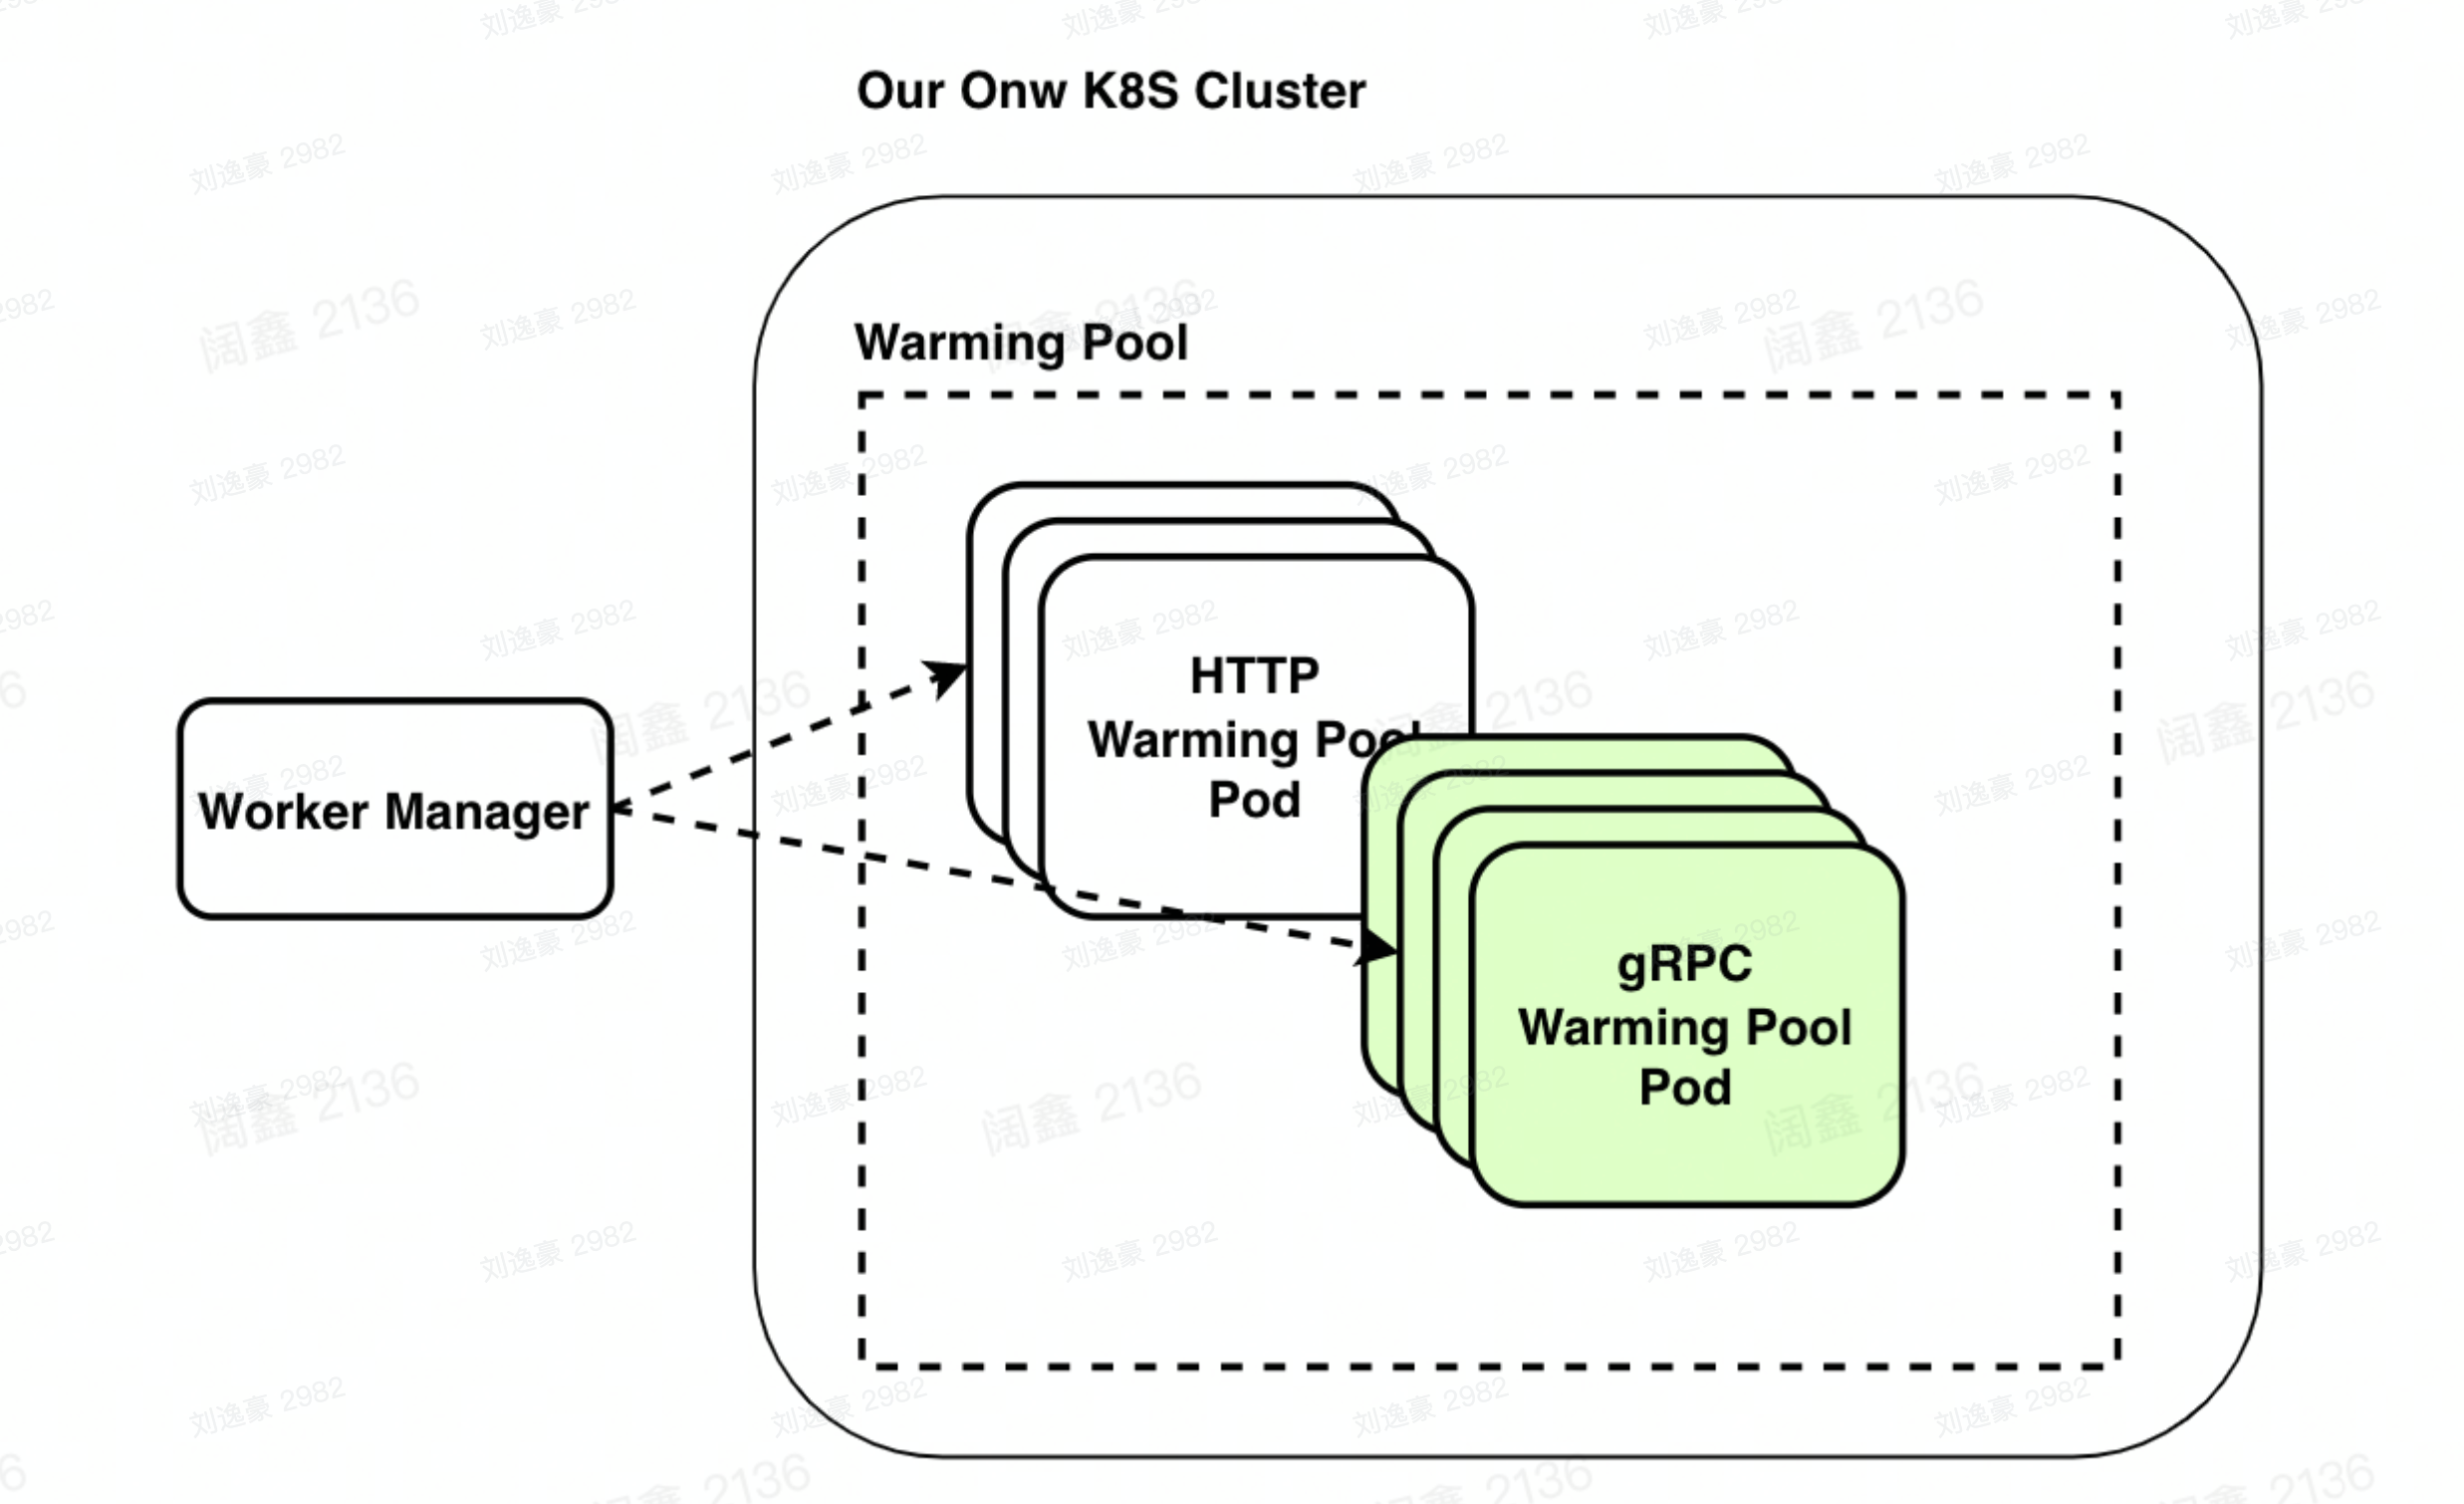 Our Onw K8S Cluster
Warming Pool
HTTP
Warming Pool
Pod
Worker Manager
gRPC
Warming Pool
Pod
刘逸豪 2982
阔鑫 2136